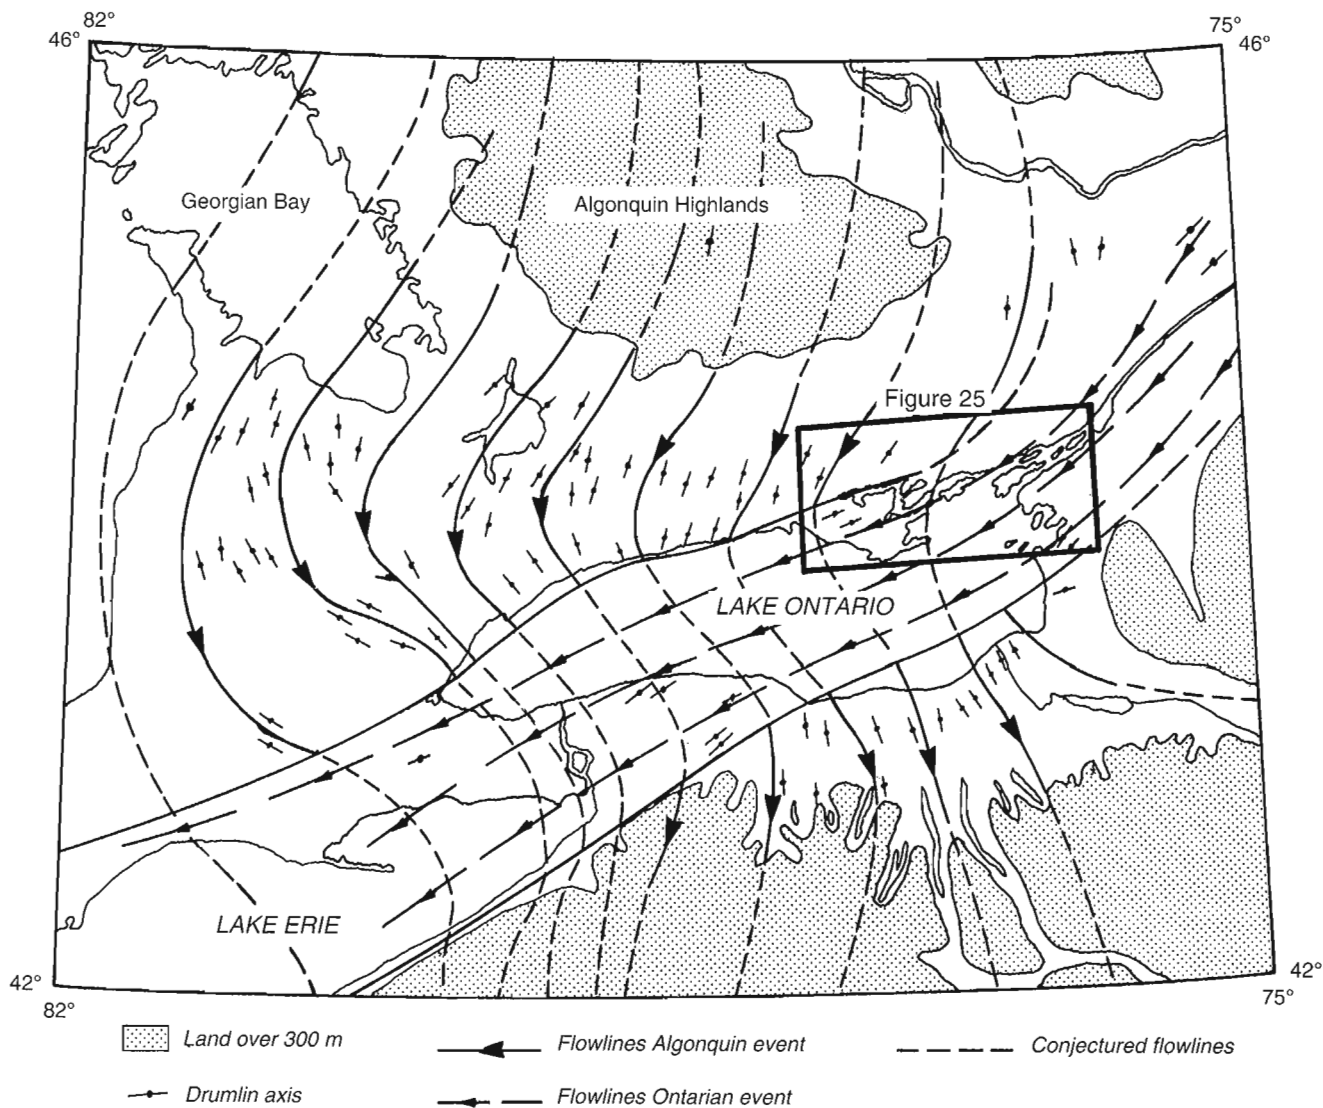 82°
75°
46°
46°
Georgian Bay
Algonquin Highlands
Figure 25
LAKE ONTARIO
LAKE ERIE
42°
42°
82°
75°
Land over 300 m
Flowlines Algonquin event
Conjectured flowlines
Drumlin axis
Flowlines Ontarian event